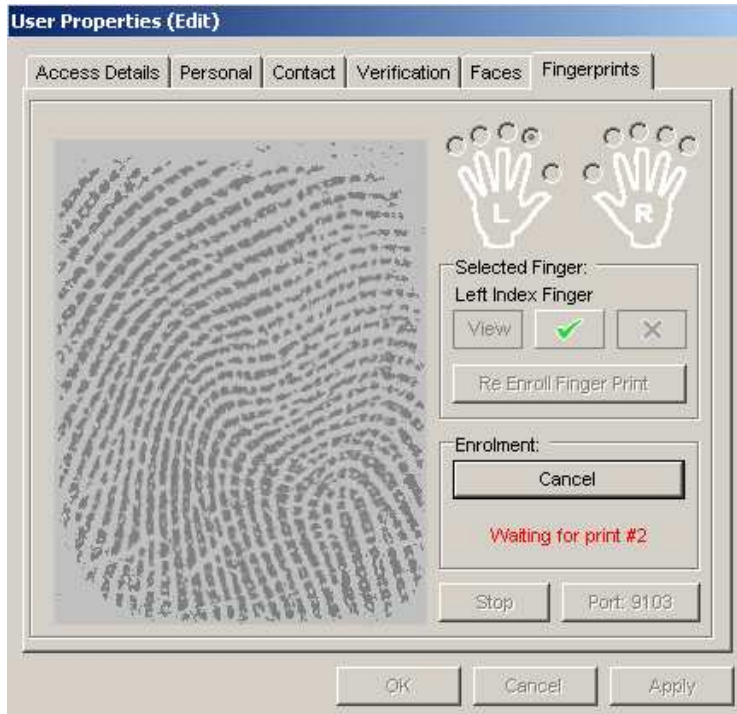 User Properties (Edit)
Access Details Personal Contact Verification Faces Fingerprints
L R
Selected Finger:
Left Index Finger
View
Re Enroll Finger Print
Enrolment:
Cancel
Waiting for print #2
Stop Port: 9103
OK Cancel Apply